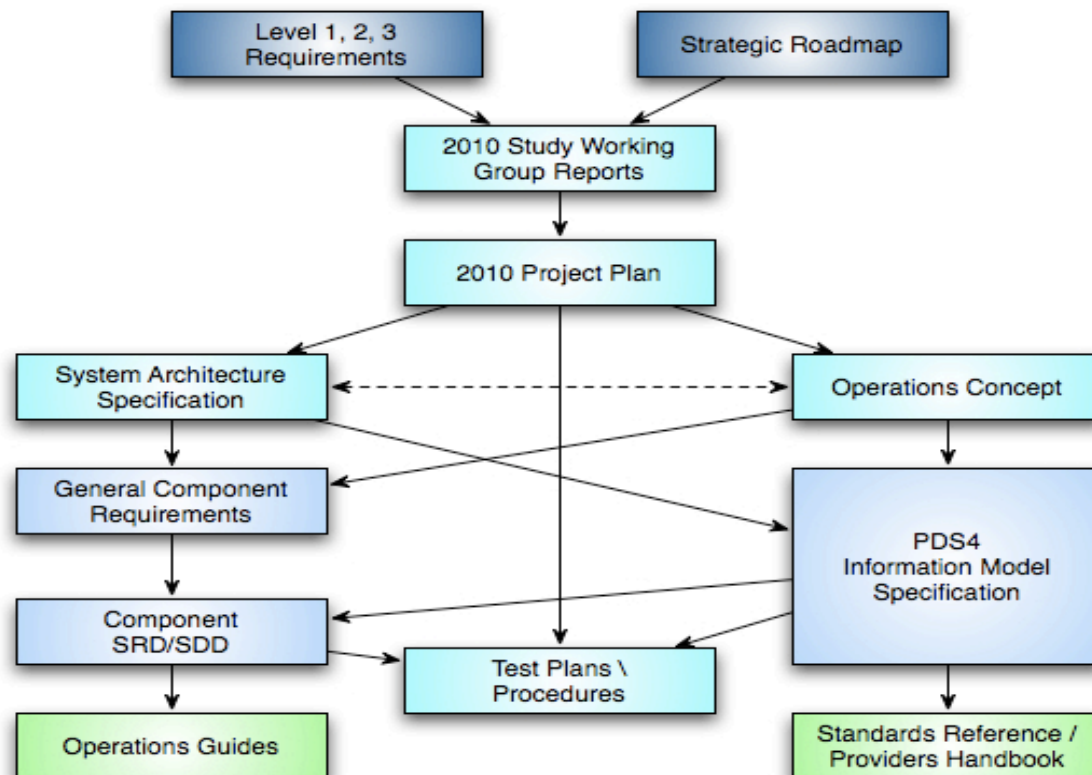 Level 1, 2, 3
Requirements
Strategic Roadmap
2010 Study Working
Group Reports
2010 Project Plan
System Architecture
Specification
Operations Concept
General Component
Requirements
PDS4
Information Model
Specification
Component
SRD/SDD
Test Plans \
Procedures
Operations Guides
Standards Reference /
Providers Handbook